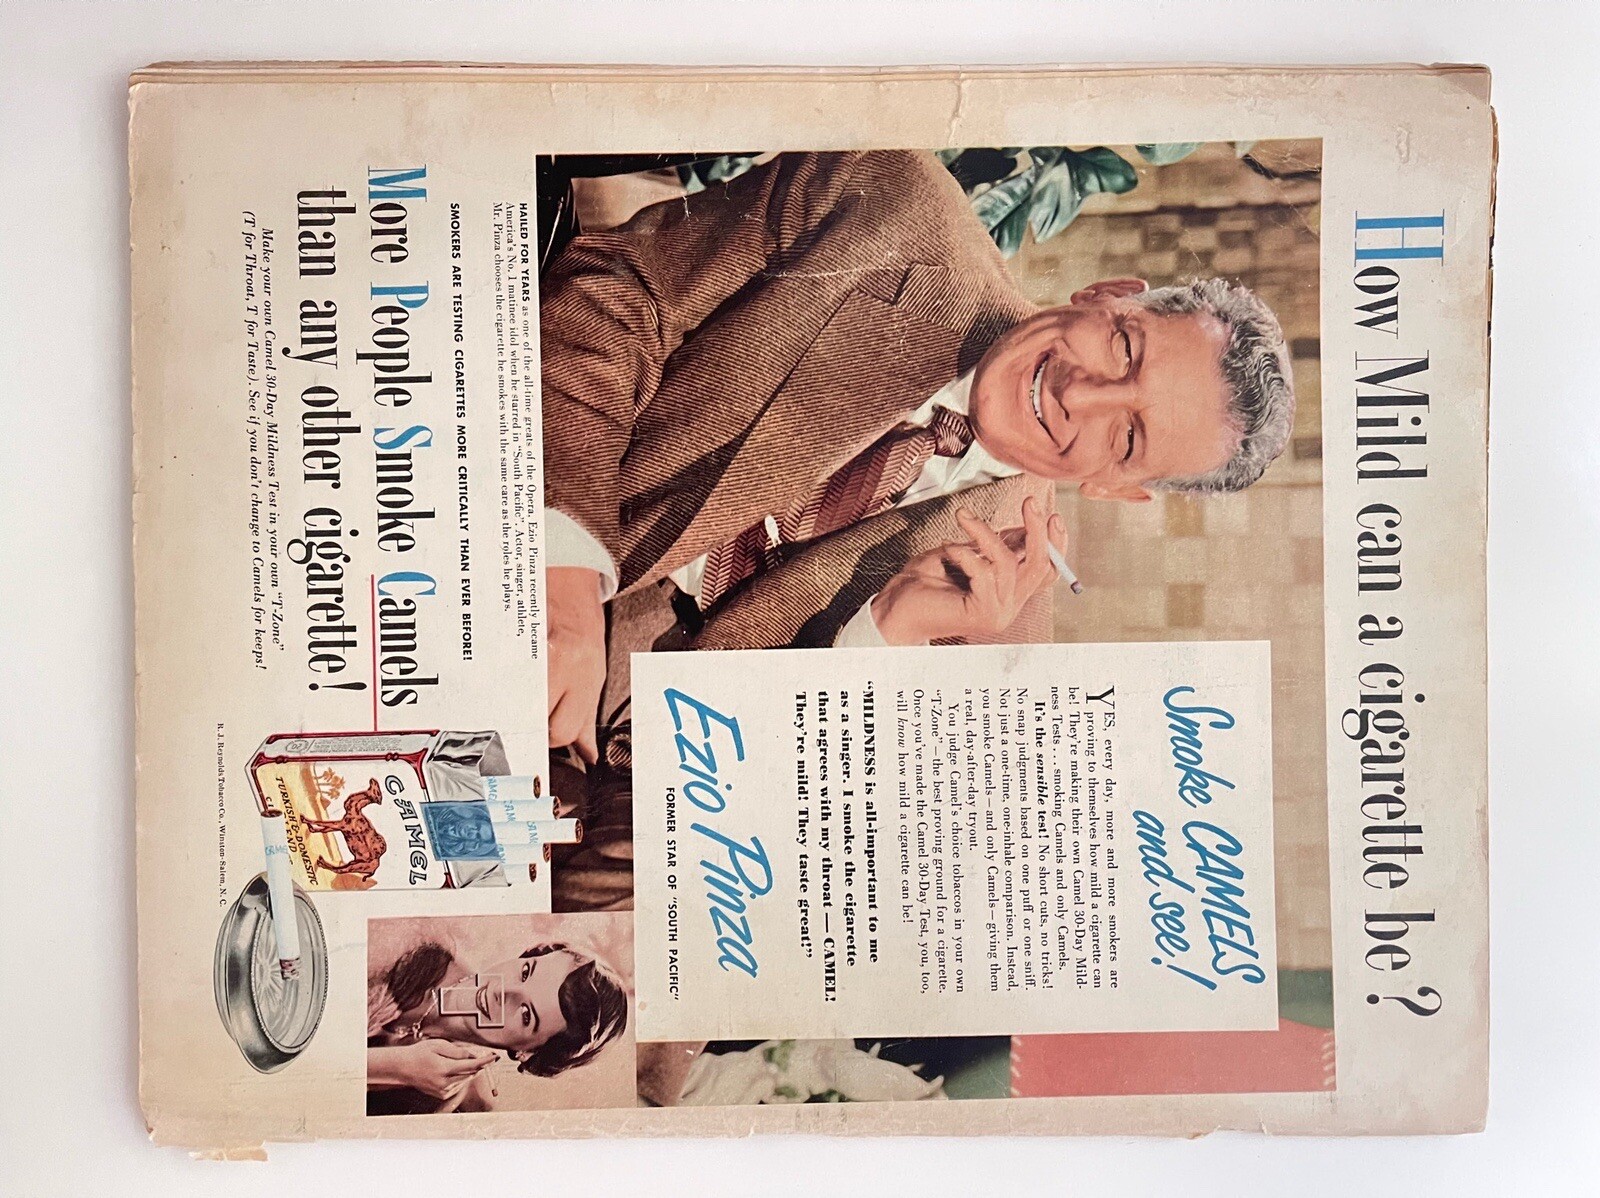 How Mild can a cigarette be?
Smoke CAMELS
and see!
YES, every day, more and more smokers are
proving to themselves how mild a cigarette can
be! They're making their own Camel 30-Day Mild-
ness Tests . . . smoking Camels and only Camels.
It's the sensible test! No short cuts, no tricks!
No snap judgments based on one puff or one sniff.
Not just a one-time, one-inhale comparison. Instead,
you smoke Camels — and only Camels — giving them
a real, day-after-day tryout.
You judge Camel's choice tobaccos in your own
"T-Zone" — the best proving ground for a cigarette.
Once you've made the Camel 30-Day Test, you, too,
will know how mild a cigarette can be!
"MILDNESS is all-important to me
as a singer. I smoke the cigarette
that agrees with my throat — CAMEL!
They're mild! They taste great!"
Ezio Pinza
FORMER STAR OF "SOUTH PACIFIC"
HAILED FOR YEARS as one of the all-time greats of the Opera, Ezio Pinza recently became
America's No. 1 matinee idol when he starred in "South Pacific". Actor, singer, athlete,
Mr. Pinza chooses the cigarette he smokes with the same care as the roles he plays.
SMOKERS ARE TESTING CIGARETTES MORE CRITICALLY THAN EVER BEFORE!
More People Smoke Camels
than any other cigarette!
Make your own Camel 30-Day Mildness Test in your own "T-Zone"
(T for Throat, T for Taste). See if you don't change to Camels for keeps!
CAMEL
TURKISH & DOMESTIC
BLEND
CAMEL
R. J. Reynolds Tobacco Co., Winston-Salem, N. C.